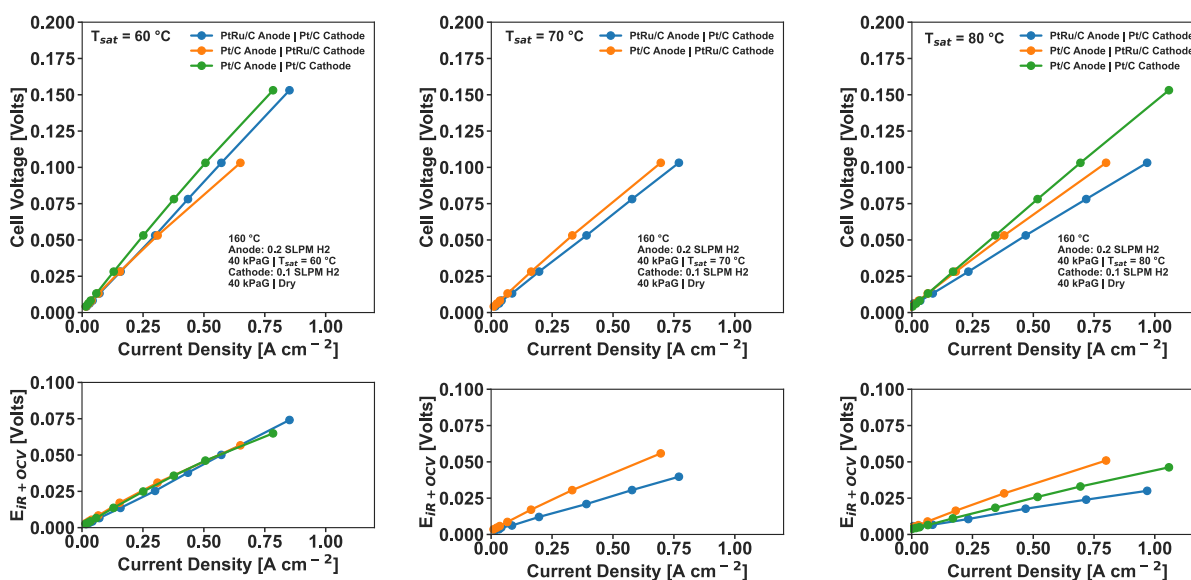 T_sat = 60 °C
PtRu/C Anode | Pt/C Cathode
Pt/C Anode | PtRu/C Cathode
Pt/C Anode | Pt/C Cathode
160 °C
Anode: 0.2 SLPM H2
40 kPaG | T_sat = 60 °C
Cathode: 0.1 SLPM H2
40 kPaG | Dry
Cell Voltage [Volts]
0.200
0.175
0.150
0.125
0.100
0.075
0.050
0.025
0.000
0.00 0.25 0.50 0.75 1.00
Current Density [A cm⁻²]
T_sat = 70 °C
PtRu/C Anode | Pt/C Cathode
Pt/C Anode | PtRu/C Cathode
160 °C
Anode: 0.2 SLPM H2
40 kPaG | T_sat = 70 °C
Cathode: 0.1 SLPM H2
40 kPaG | Dry
Cell Voltage [Volts]
0.200
0.175
0.150
0.125
0.100
0.075
0.050
0.025
0.000
0.00 0.25 0.50 0.75 1.00
Current Density [A cm⁻²]
T_sat = 80 °C
PtRu/C Anode | Pt/C Cathode
Pt/C Anode | PtRu/C Cathode
Pt/C Anode | Pt/C Cathode
160 °C
Anode: 0.2 SLPM H2
40 kPaG | T_sat = 80 °C
Cathode: 0.1 SLPM H2
40 kPaG | Dry
Cell Voltage [Volts]
0.200
0.175
0.150
0.125
0.100
0.075
0.050
0.025
0.000
0.00 0.25 0.50 0.75 1.00
Current Density [A cm⁻²]
E_iR + OCV [Volts]
0.100
0.075
0.050
0.025
0.000
0.00 0.25 0.50 0.75 1.00
Current Density [A cm⁻²]
E_iR + OCV [Volts]
0.100
0.075
0.050
0.025
0.000
0.00 0.25 0.50 0.75 1.00
Current Density [A cm⁻²]
E_iR + OCV [Volts]
0.100
0.075
0.050
0.025
0.000
0.00 0.25 0.50 0.75 1.00
Current Density [A cm⁻²]